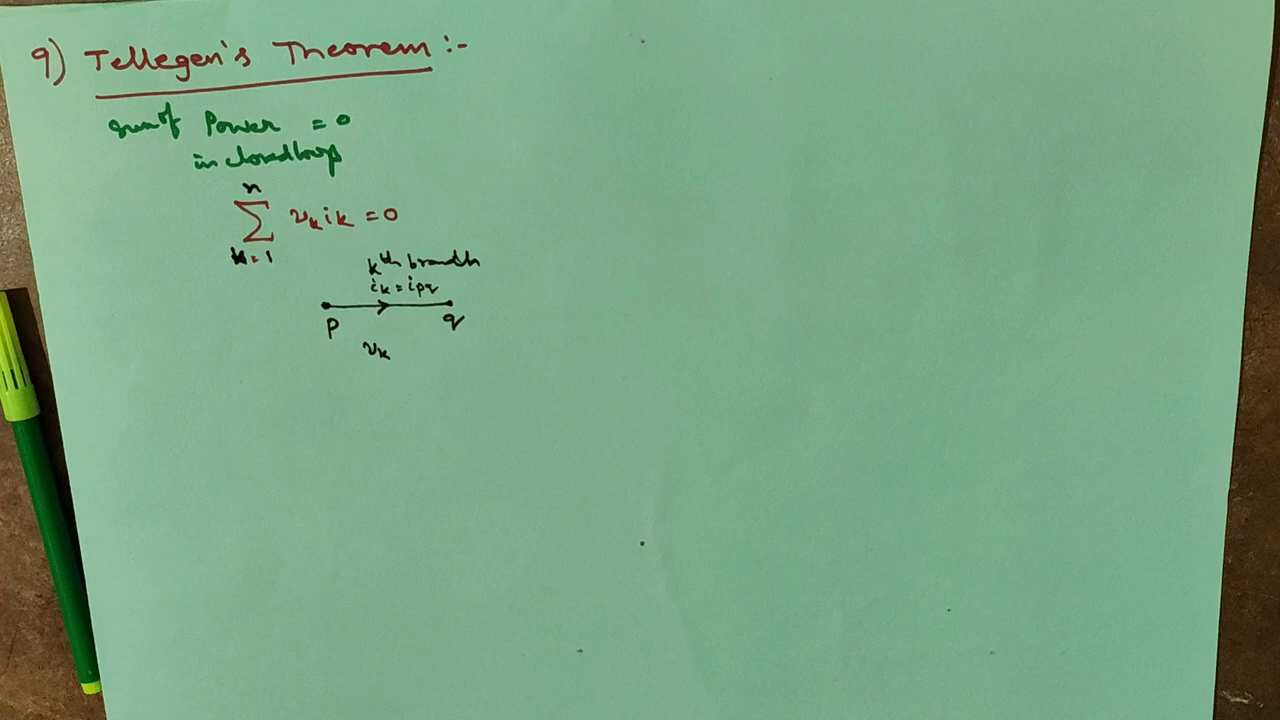 9) Tellegen's Theorem :-
sum of Power = 0
in closed loop
n
∑ vₖ iₖ = 0
k=1
kth branch
iₖ = ipq
p q
vₖ